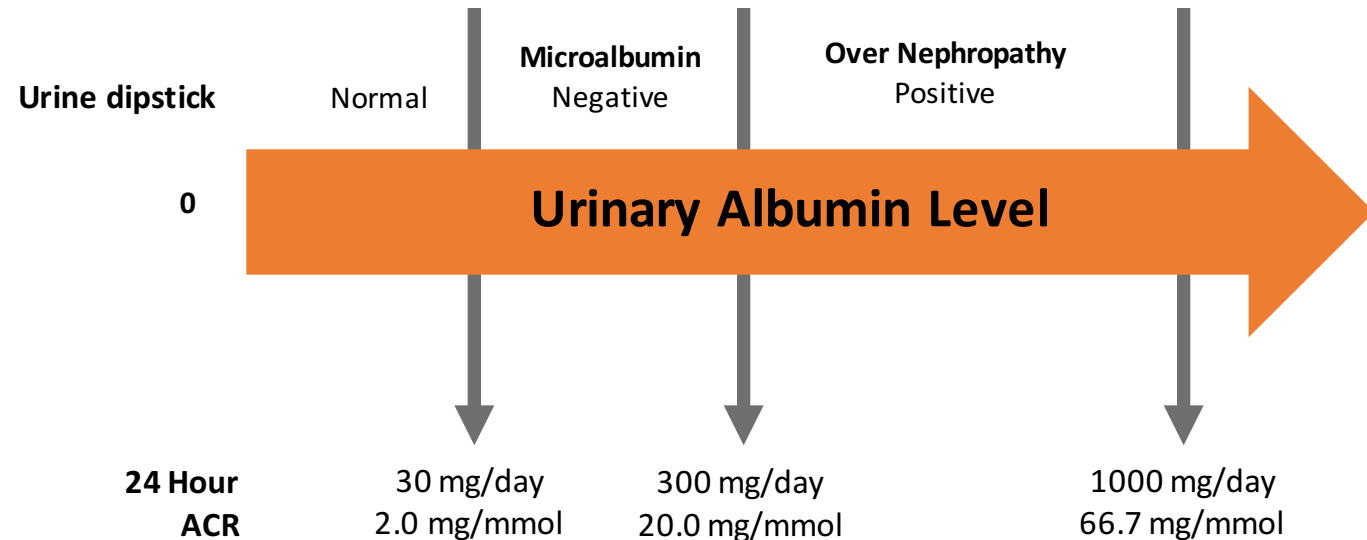 Microalbumin
Over Nephropathy
Urine dipstick Normal Negative Positive
0 Urinary Albumin Level
24 Hour 30 mg/day 300 mg/day 1000 mg/day
ACR 2.0 mg/mmol 20.0 mg/mmol 66.7 mg/mmol